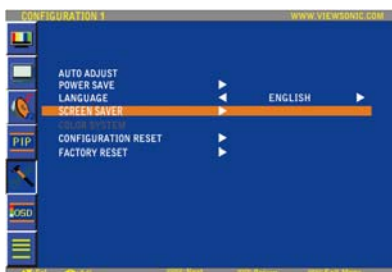 CONFIGURATION 1 WWW.VIEWSONIC.COM
AUTO ADJUST
POWER SAVE
LANGUAGE ENGLISH
SCREEN SAVER
COLOR SYSTEM
CONFIGURATION RESET
PIP
FACTORY RESET
OSD